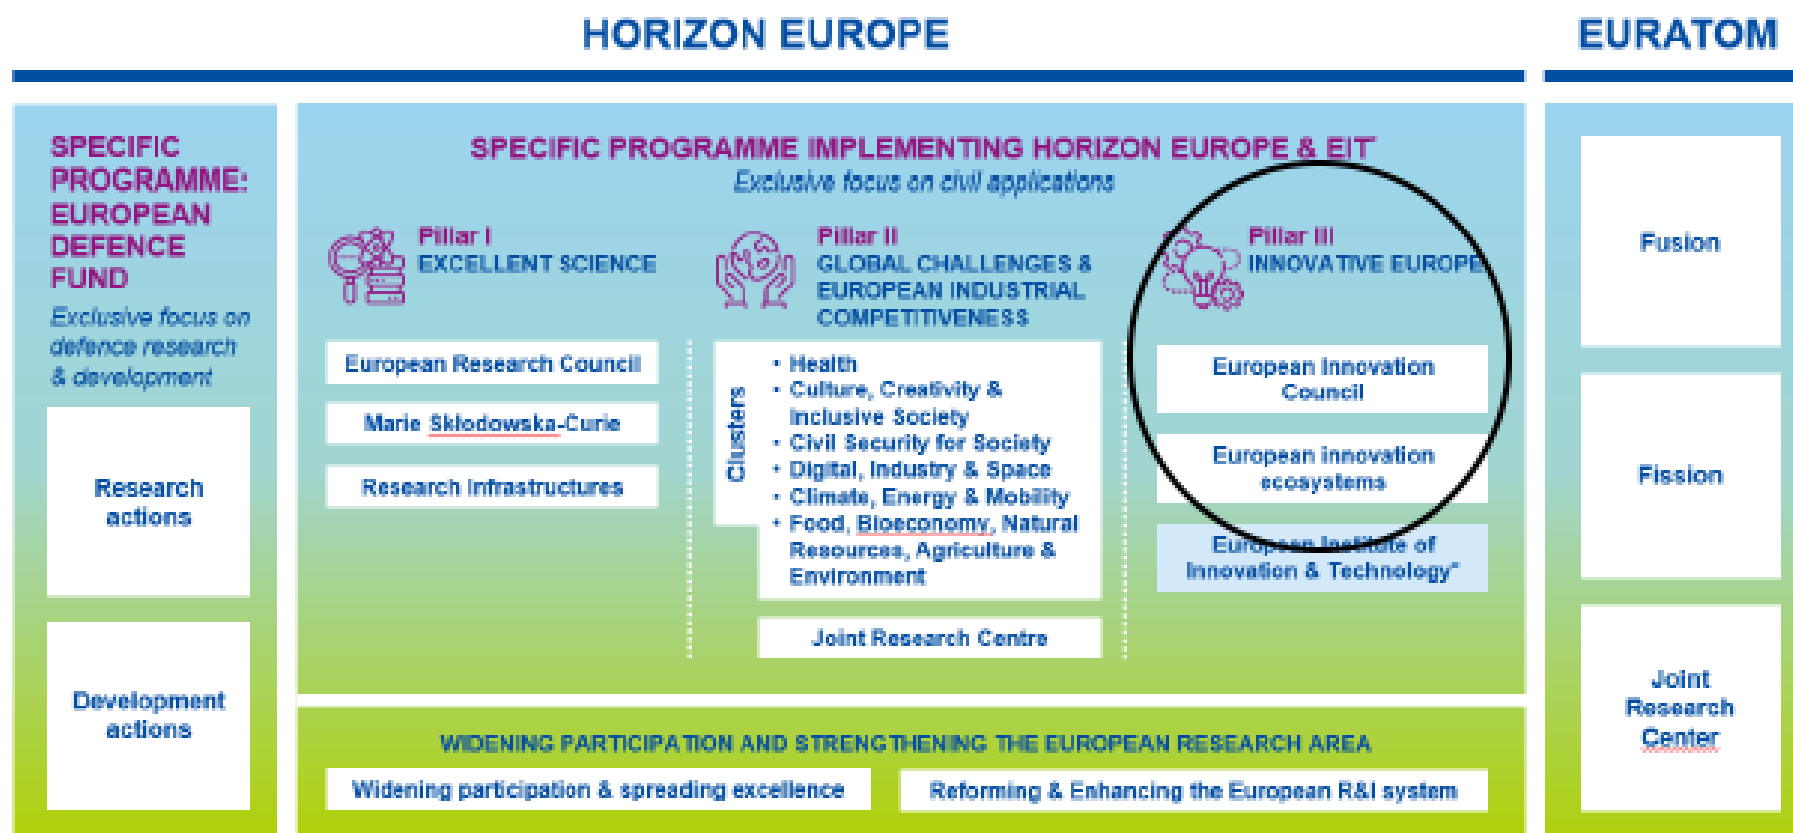 HORIZON EUROPE
EURATOM
SPECIFIC
PROGRAMME:
EUROPEAN
DEFENCE
FUND
Exclusive focus on
defence research
& development
Research
actions
Development
actions
SPECIFIC PROGRAMME IMPLEMENTING HORIZON EUROPE & EIT*
Exclusive focus on civil applications
Pillar I
EXCELLENT SCIENCE
European Research Council
Marie Skłodowska-Curie
Research Infrastructures
Pillar II
GLOBAL CHALLENGES &
EUROPEAN INDUSTRIAL
COMPETITIVENESS
Clusters
• Health
• Culture, Creativity &
Inclusive Society
• Civil Security for Society
• Digital, Industry & Space
• Climate, Energy & Mobility
• Food, Bioeconomy, Natural
Resources, Agriculture &
Environment
Joint Research Centre
Pillar III
INNOVATIVE EUROPE
European Innovation
Council
European innovation
ecosystems
European Institute of
Innovation & Technology*
WIDENING PARTICIPATION AND STRENGTHENING THE EUROPEAN RESEARCH AREA
Widening participation & spreading excellence
Reforming & Enhancing the European R&I system
Fusion
Fission
Joint
Research
Center